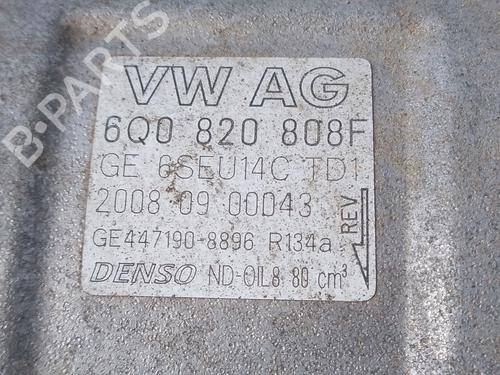 VW AG
6Q0 820 808F
GE 6SEU14C TD1
2008 09 00043
GE447190-8896 R134a
REV
DENSO ND-OIL8 80 cm³
B-PARTS